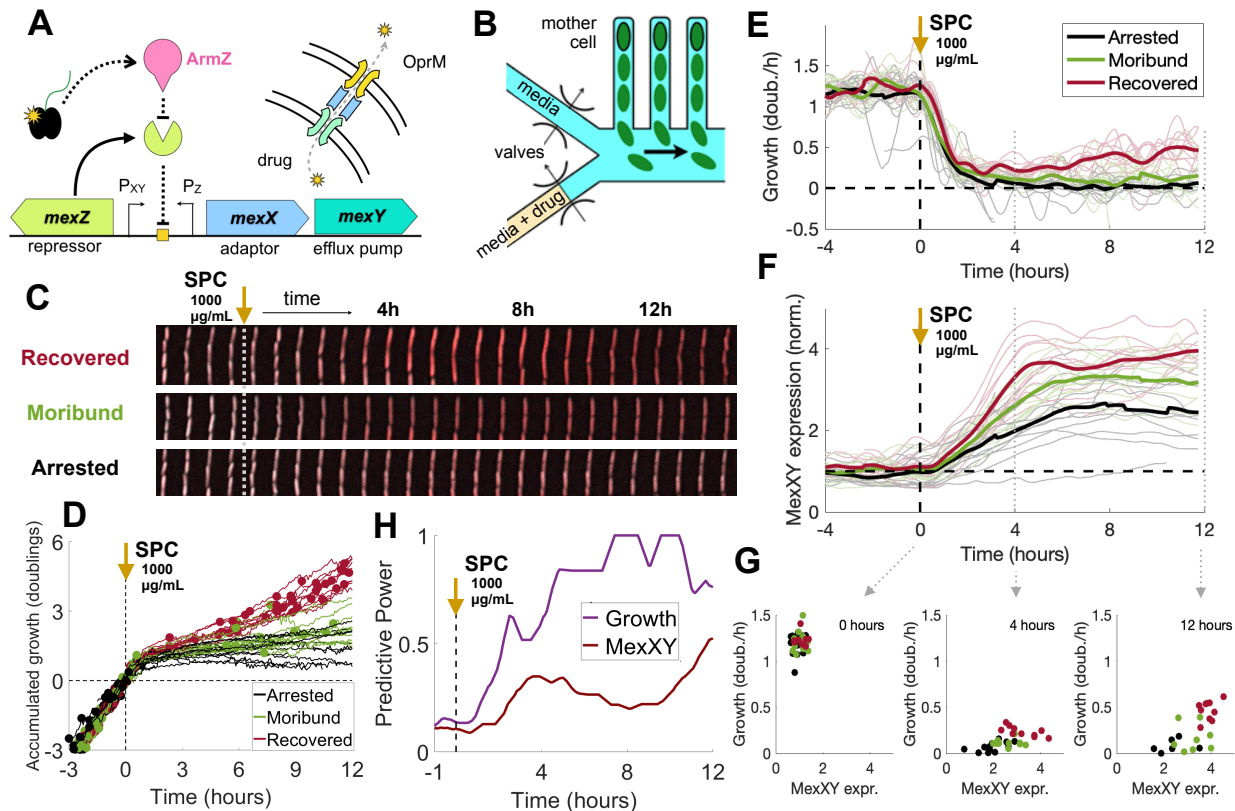 A
ArmZ
OprM
drug
PXY
PZ
mexZ
mexX
mexY
repressor
adaptor
efflux pump
B
mother
cell
media
valves
media + drug
C
SPC
1000
µg/mL
time
4h
8h
12h
Recovered
Moribund
Arrested
D
SPC
1000
µg/mL
Accumulated growth (doublings)
6
3
0
-3
Arrested
Moribund
Recovered
-3
0
3
6
9
12
Time (hours)
E
SPC
1000
µg/mL
Arrested
Moribund
Recovered
Growth (doub./h)
1.5
1
0.5
0
-0.5
-4
0
4
8
12
Time (hours)
F
SPC
1000
µg/mL
MexXY expression (norm.)
4
2
1
0
-4
0
4
8
12
Time (hours)
G
0 hours
Growth (doub./h)
1.5
1
0.5
0
0
2
4
MexXY expr.
4 hours
Growth (doub./h)
1.5
1
0.5
0
0
2
4
MexXY expr.
12 hours
Growth (doub./h)
1.5
1
0.5
0
0
2
4
MexXY expr.
H
SPC
1000
µg/mL
Predictive Power
1
0.5
0
Growth
MexXY
-1
4
8
12
Time (hours)